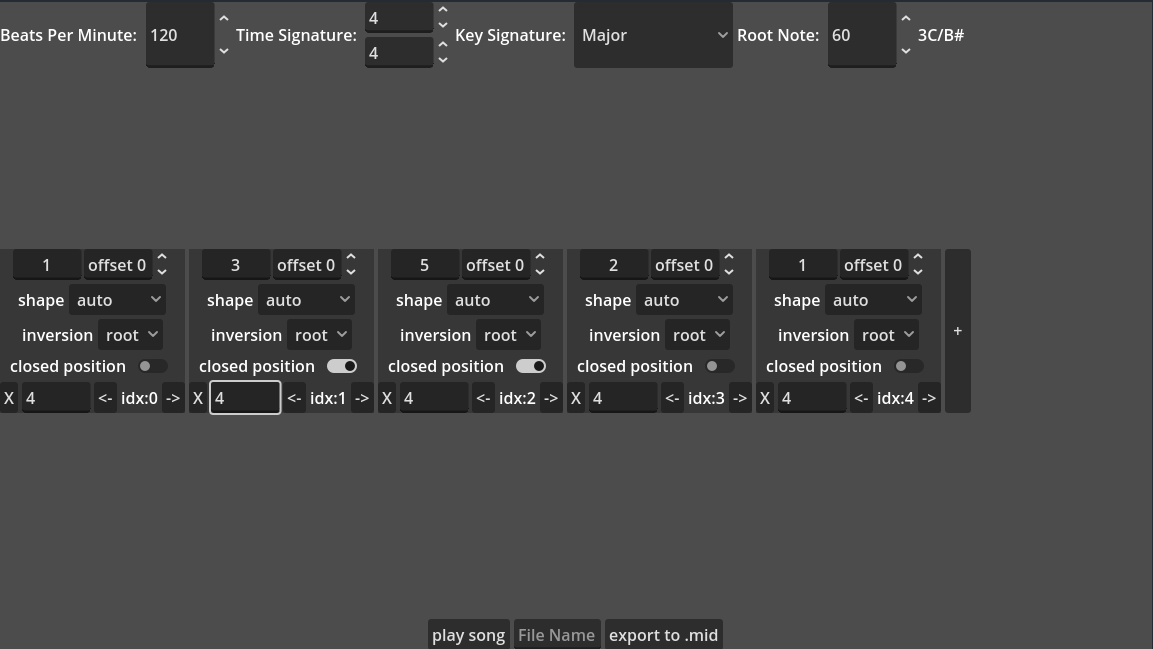 Beats Per Minute: 120 Time Signature: 4 4 Key Signature: Major Root Note: 60 3C/B#
1 offset 0 3 offset 0 5 offset 0 2 offset 0 1 offset 0
shape auto shape auto shape auto shape auto shape auto
inversion root inversion root inversion root inversion root inversion root +
closed position closed position closed position closed position closed position
X 4 <- idx:0 -> X 4 <- idx:1 -> X 4 <- idx:2 -> X 4 <- idx:3 -> X 4 <- idx:4 ->
play song File Name export to .mid